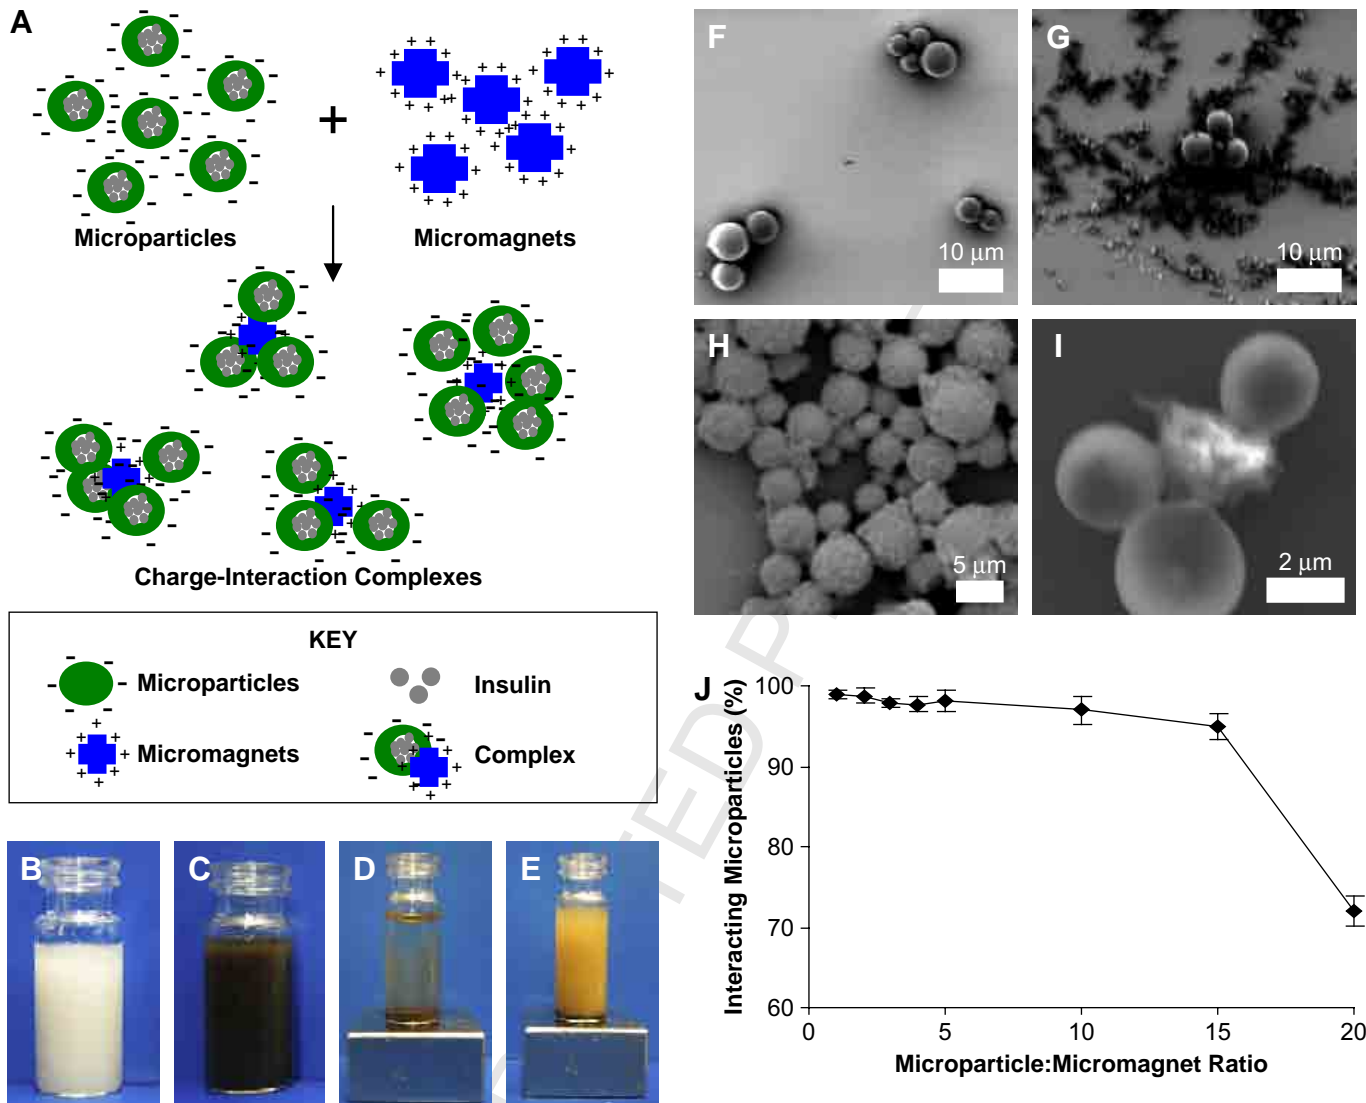 A
Microparticles
+
Micromagnets
Charge-Interaction Complexes
KEY
Microparticles
Insulin
Micromagnets
Complex
B
C
D
E
F
10 μm
G
10 μm
H
5 μm
I
2 μm
J
Interacting Microparticles (%)
100
90
80
70
60
0
5
10
15
20
Microparticle:Micromagnet Ratio